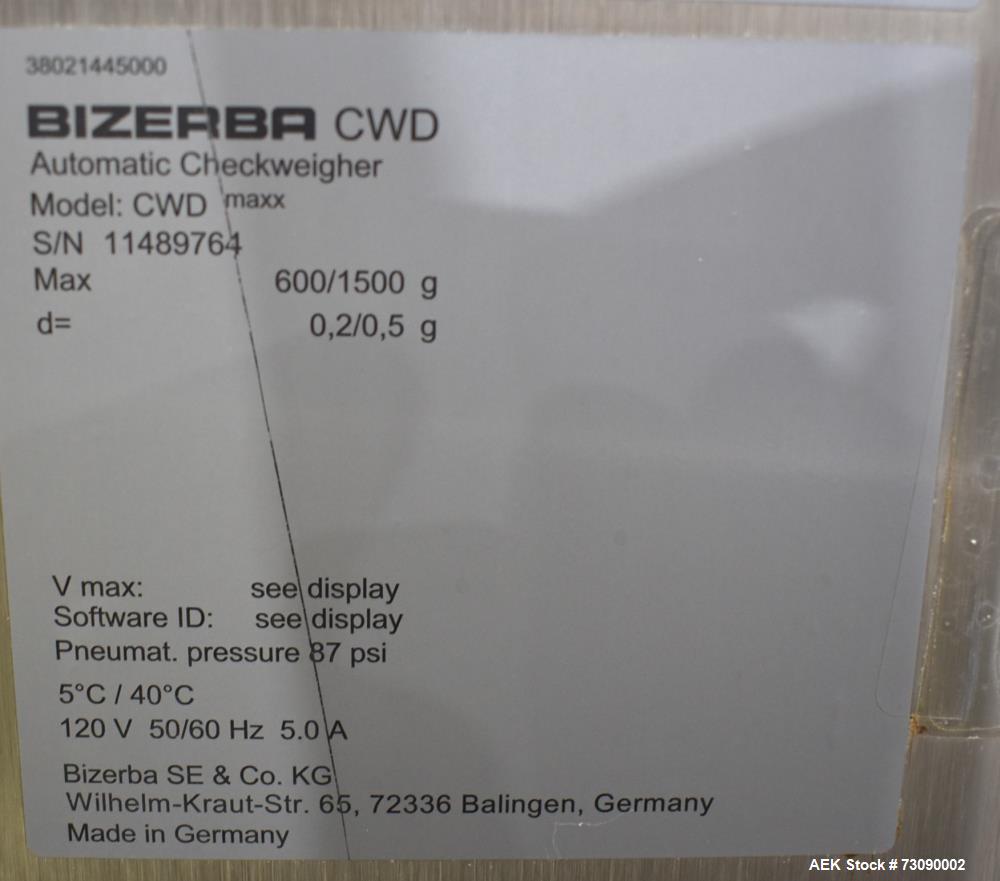 38021445000
BIZERBA CWD
Automatic Checkweigher
Model: CWD maxx
S/N 11489764
Max 600/1500 g
d= 0,2/0,5 g
V max: see display
Software ID: see display
Pneumat. pressure 87 psi
5°C / 40°C
120 V 50/60 Hz 5.0 A
Bizerba SE & Co. KG
Wilhelm-Kraut-Str. 65, 72336 Balingen, Germany
Made in Germany
AEK Stock # 73090002